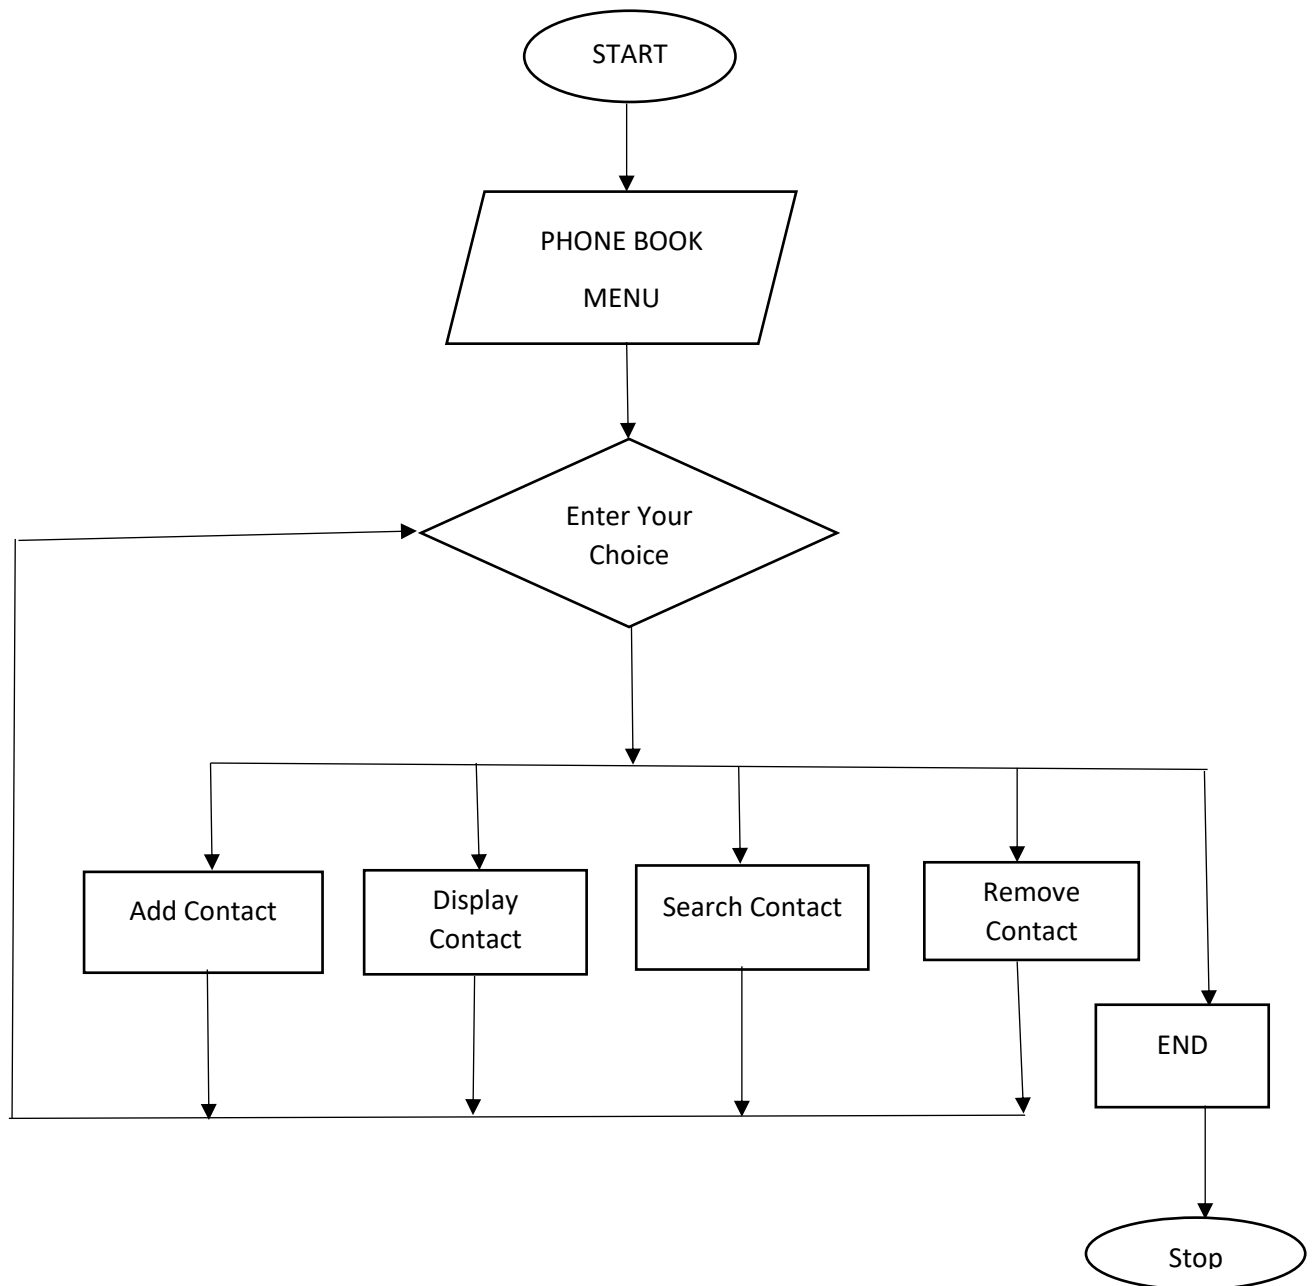 START
PHONE BOOK
MENU
Enter Your
Choice
Add Contact
Display
Contact
Search Contact
Remove
Contact
END
Stop